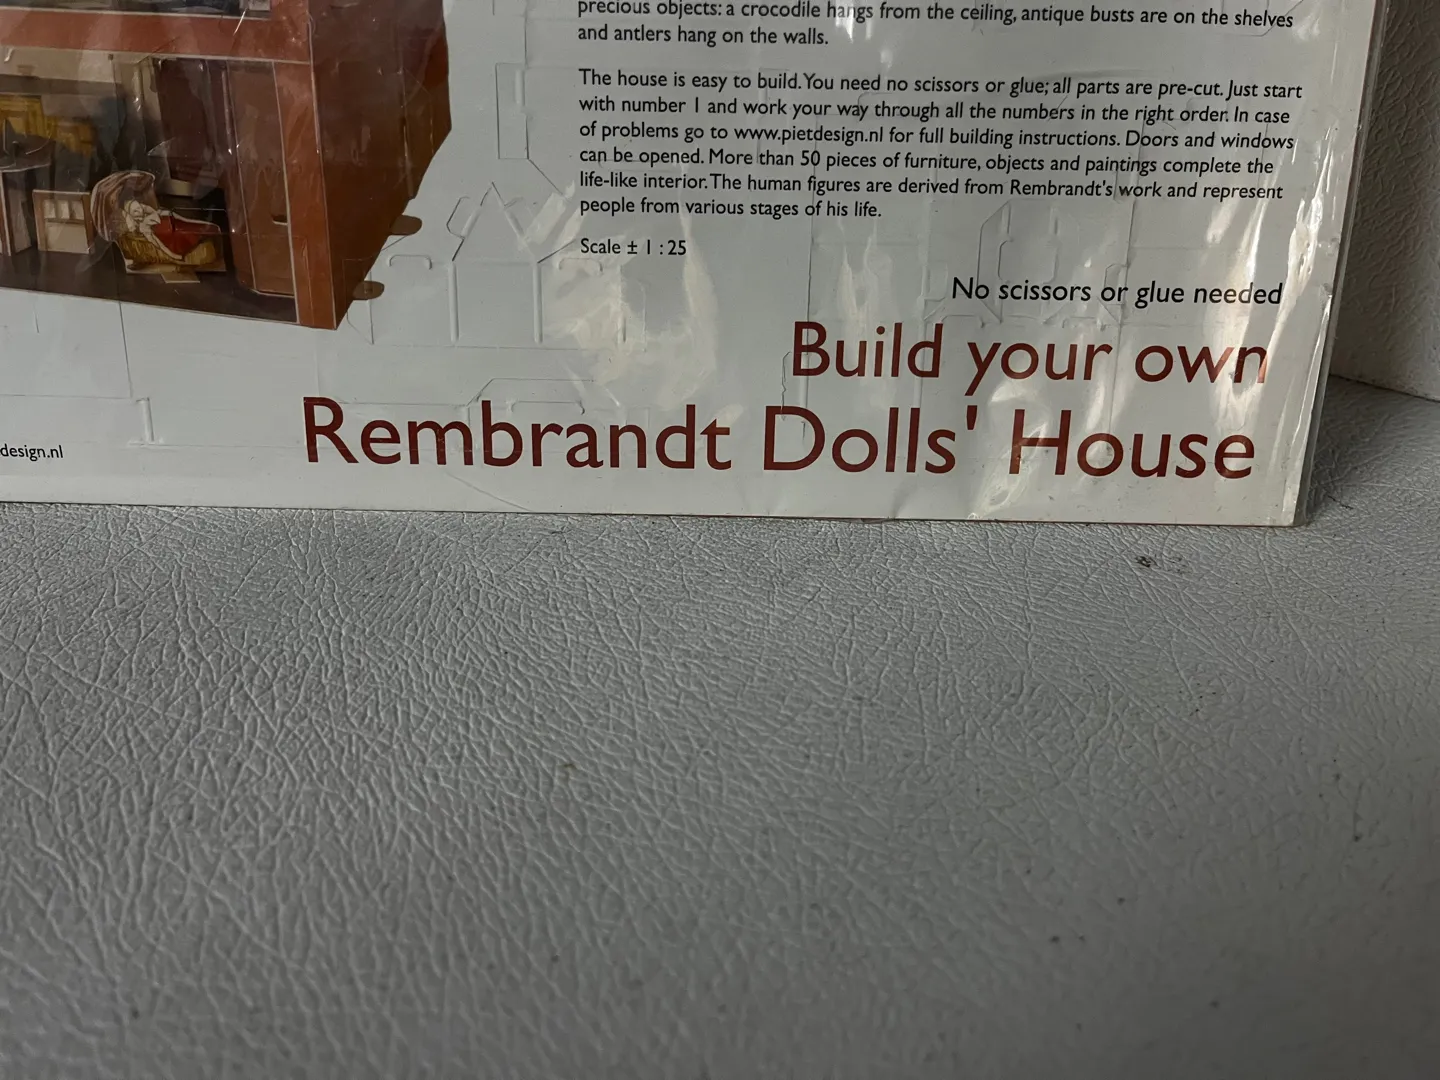 precious objects: a crocodile hangs from the ceiling, antique busts are on the shelves
and antlers hang on the walls.
The house is easy to build. You need no scissors or glue; all parts are pre-cut. Just start
with number 1 and work your way through all the numbers in the right order. In case
of problems go to www.pietdesign.nl for full building instructions. Doors and windows
can be opened. More than 50 pieces of furniture, objects and paintings complete the
life-like interior. The human figures are derived from Rembrandt's work and represent
people from various stages of his life.
Scale ± 1 : 25
No scissors or glue needed
Build your own
Rembrandt Dolls' House
design.nl